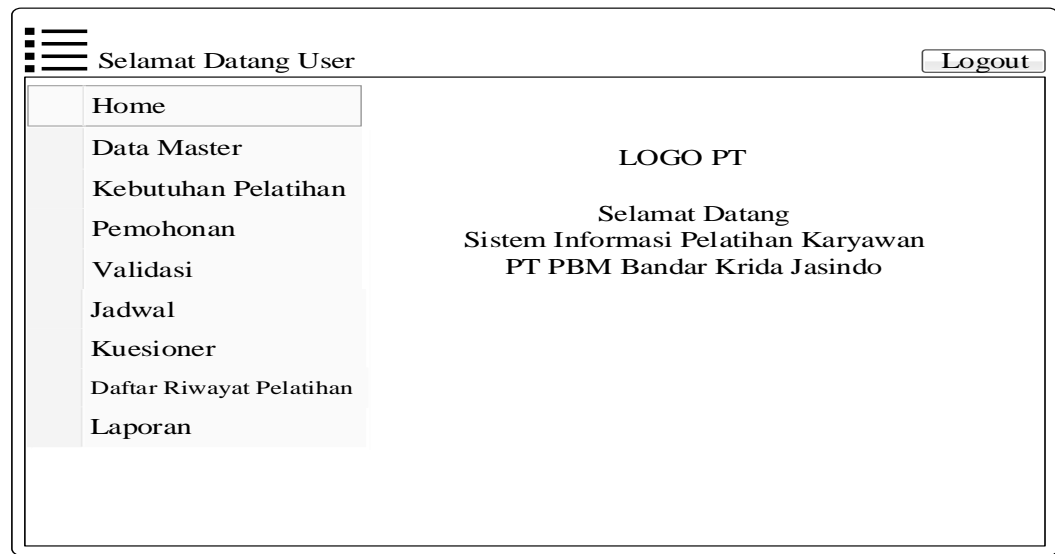 Selamat Datang User
Logout
Home
Data Master
Kebutuhan Pelatihan
Pemohonan
Validasi
Jadwal
Kuesioner
Daftar Riwayat Pelatihan
Laporan
LOGO PT
Selamat Datang
Sistem Informasi Pelatihan Karyawan
PT PBM Bandar Krida Jasindo